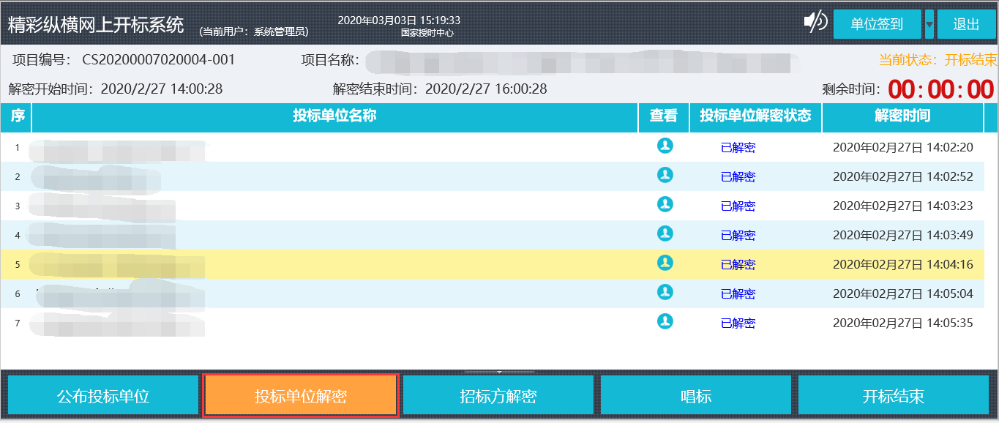 精彩纵横网上开标系统 (当前用户：系统管理员) 2020年03月03日 15:19:33 单位签到 退出
国家授时中心
项目编号： CS20200007020004-001 项目名称： 当前状态：开标结束
解密开始时间：2020/2/27 14:00:28 解密结束时间：2020/2/27 16:00:28 剩余时间：00:00:00
序 投标单位名称 查看 投标单位解密状态 解密时间
1 已解密 2020年02月27日 14:02:20
2 已解密 2020年02月27日 14:02:52
3 已解密 2020年02月27日 14:03:23
4 已解密 2020年02月27日 14:03:49
5 已解密 2020年02月27日 14:04:16
6 已解密 2020年02月27日 14:05:04
7 已解密 2020年02月27日 14:05:35
公布投标单位 投标单位解密 招标方解密 唱标 开标结束